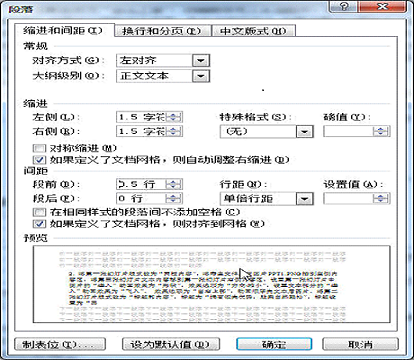 段落
缩进和间距(I)
换行和分页(P)
中文版式(H)
常规
对齐方式(G):
左对齐
大纲级别(O):
正文文本
缩进
左侧(L):
1.5 字符
特殊格式(S):
磅值(Y):
右侧(R):
1.5 字符
(无)
对称缩进(M)
如果定义了文档网格，则自动调整右缩进(D)
间距
段前(B):
0.5 行
行距(N):
设置值(A):
段后(F):
0 行
单倍行距
在相同样式的段落间不添加空格(C)
如果定义了文档网格，则对齐到网格(W)
预览
制表位(T)...
设为默认值(D)
确定
取消